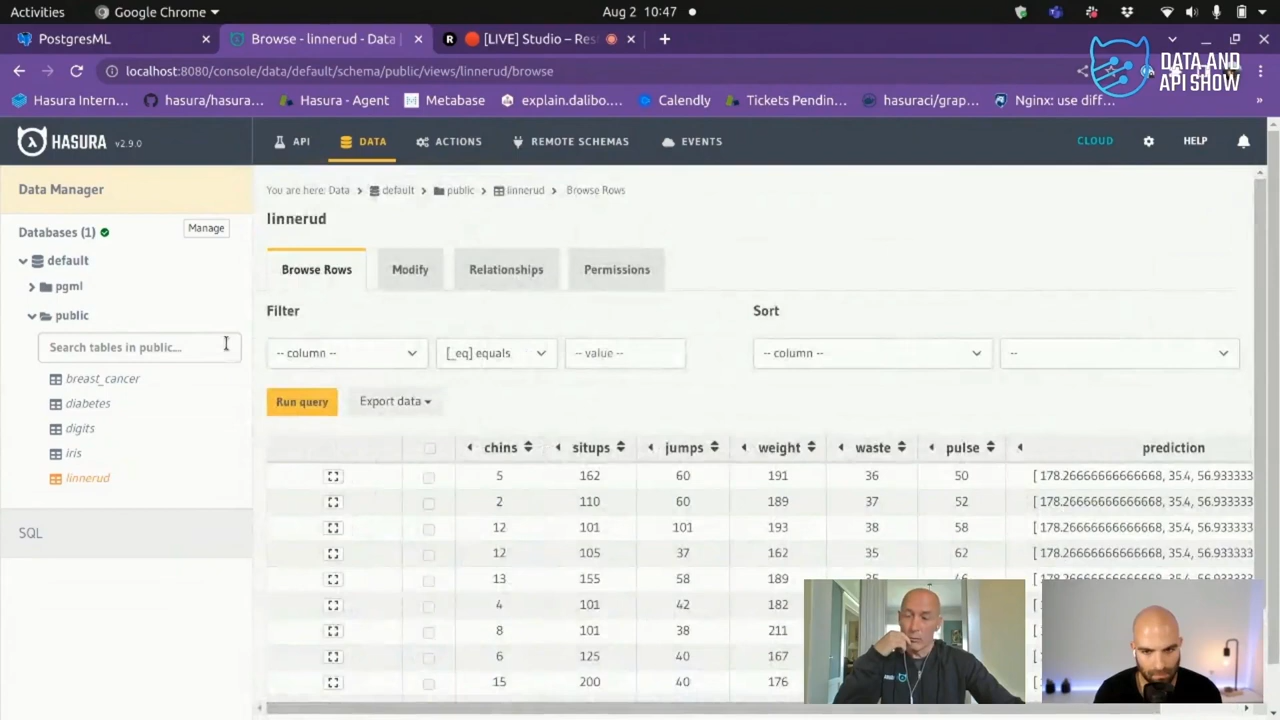 Activities Google Chrome Aug 2 10:47
PostgresML Browse - linnerud - Data [LIVE] Studio – Res
localhost:8080/console/data/default/schema/public/views/linnerud/browse
DATA AND
API SHOW
Hasura Intern... hasura/hasura... Hasura - Agent Metabase explain.dalibo.... Calendly Tickets Pendin... hasuraci/grap... Nginx: use diff... »
HASURA v2.9.0 API DATA ACTIONS REMOTE SCHEMAS EVENTS CLOUD HELP
Data Manager
Databases (1) Manage
default
pgml
public
Search tables in public...
breast_cancer
diabetes
digits
iris
linnerud
SQL
You are here: Data > default > public > linnerud > Browse Rows
linnerud
Browse Rows Modify Relationships Permissions
Filter Sort
-- column -- [_eq] equals -- value -- -- column -- --
Run query Export data
chins situps jumps weight waste pulse prediction
5 162 60 191 36 50 [ 178.26666666666668, 35.4, 56.933333
2 110 60 189 37 52 [ 178.26666666666668, 35.4, 56.933333
12 101 101 193 38 58 [ 178.26666666666668, 35.4, 56.933333
12 105 37 162 35 62 [ 178.26666666666668, 35.4, 56.933333
13 155 58 189
4 101 42 182
8 101 38 211
6 125 40 167
15 200 40 176